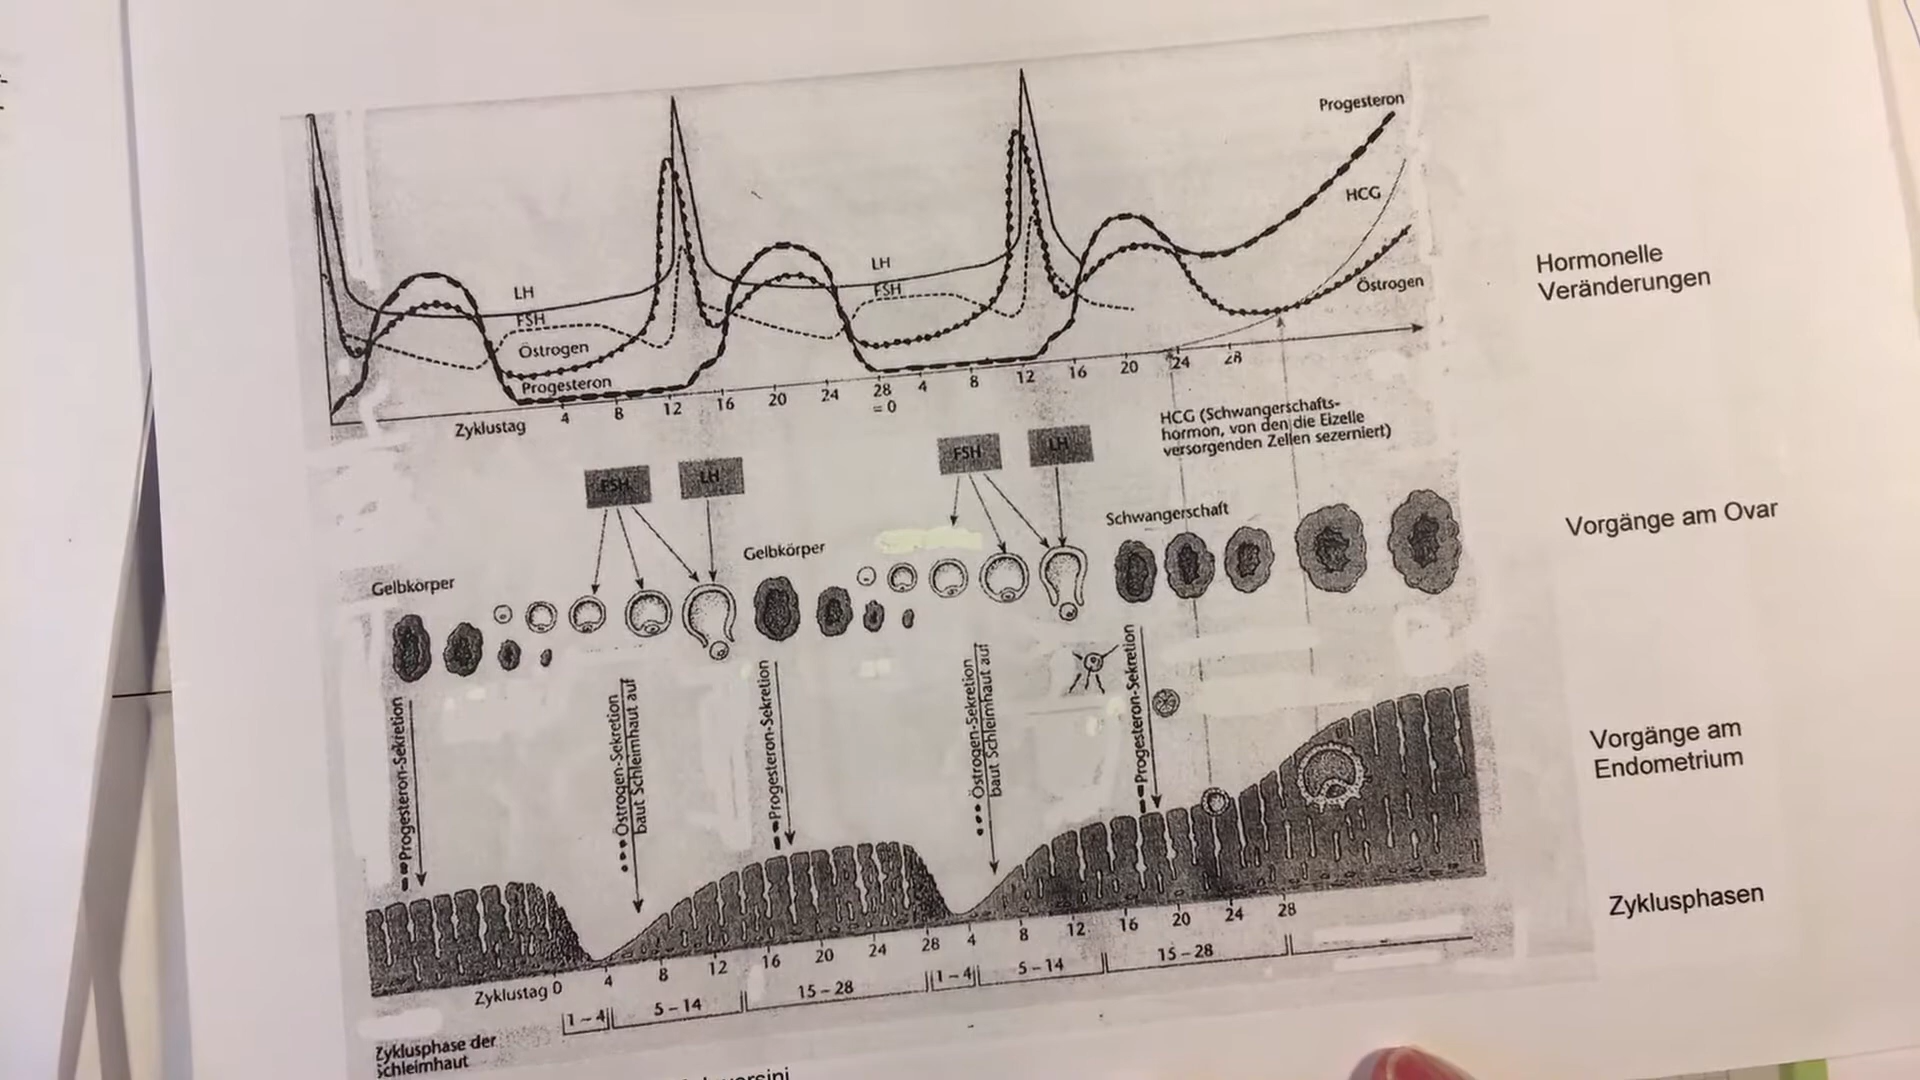 Progesteron
HCG
LH
LH
FSH
FSH
Östrogen
Östrogen
Progesteron
Hormonelle
Veränderungen
Zyklustag
4 8 12 16 20 24 28 4 8 12 16 20 24 28
= 0
HCG (Schwangerschafts-
hormon, von den die Eizelle
versorgenden Zellen sezerniert)
FSH
LH
FSH
LH
Schwangerschaft
Vorgänge am Ovar
Gelbkörper
Gelbkörper
Progesteron-Sekretion
Östrogen-Sekretion
baut Schleimhaut auf
Progesteron-Sekretion
Östrogen-Sekretion
baut Schleimhaut auf
Progesteron-Sekretion
Vorgänge am
Endometrium
Zyklusphasen
Zyklustag 0 4 8 12 16 20 24 28 4 8 12 16 20 24 28
1 – 4 5 – 14 15 – 28 1 – 4 5 – 14 15 – 28
Zyklusphase der
Schleimhaut